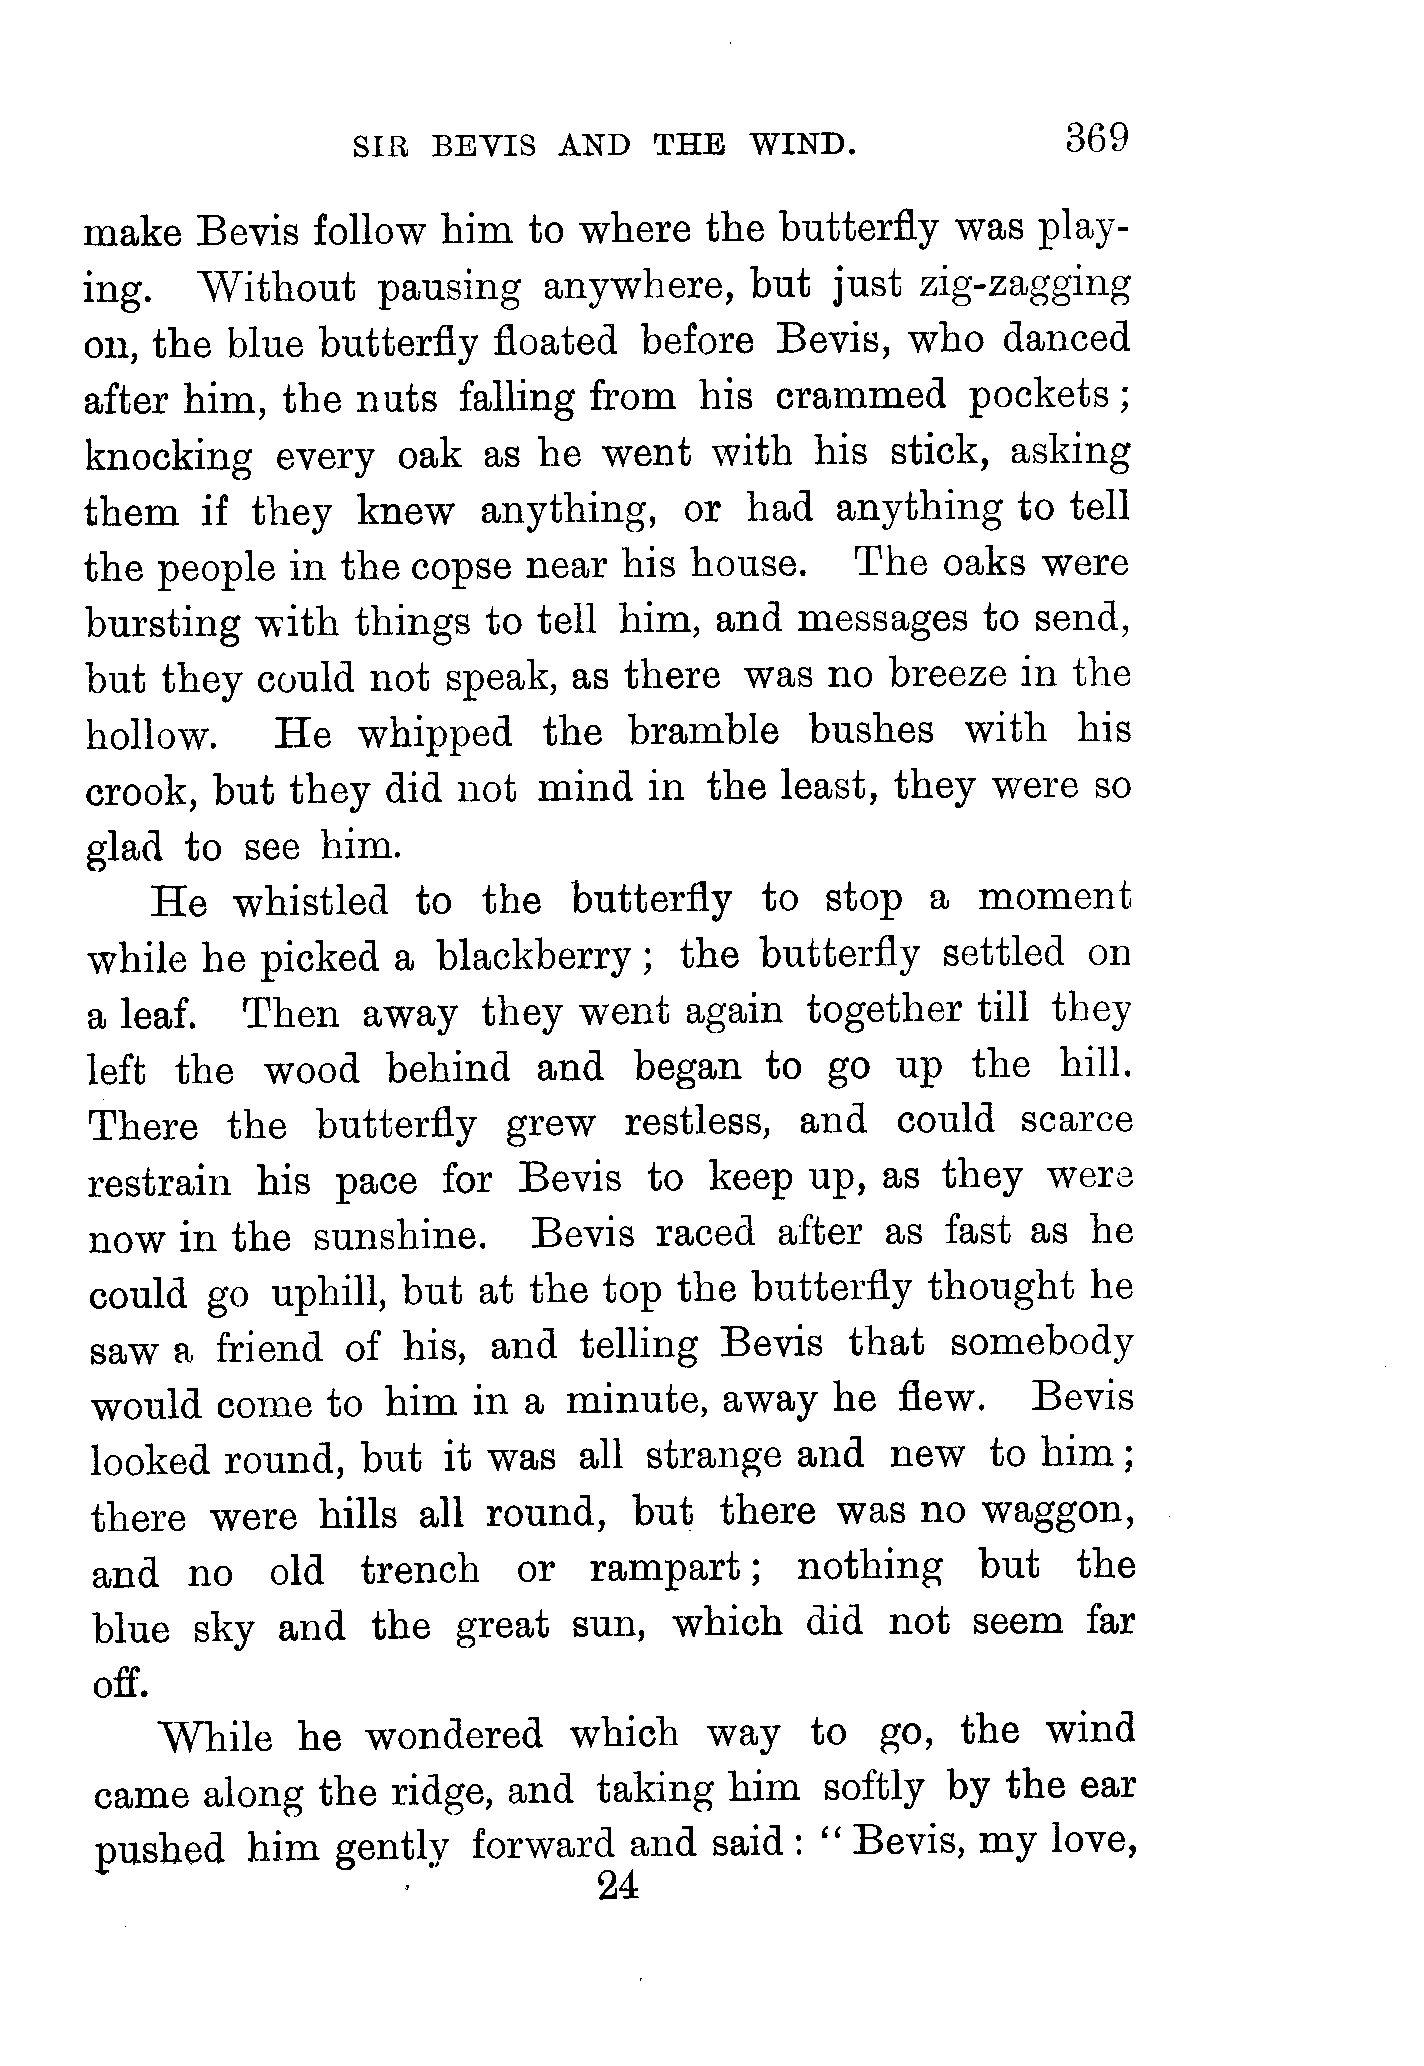 SIR BEVIS AND THE WIND. 369
make Bevis follow him to where the butterfly was play-
ing. Without pausing anywhere, but just zig-zagging
on, the blue butterfly floated before Bevis, who danced
after him, the nuts falling from his crammed pockets;
knocking every oak as he went with his stick, asking
them if they knew anything, or had anything to tell
the people in the copse near his house. The oaks were
bursting with things to tell him, and messages to send,
but they could not speak, as there was no breeze in the
hollow. He whipped the bramble bushes with his
crook, but they did not mind in the least, they were so
glad to see him.
He whistled to the butterfly to stop a moment
while he picked a blackberry; the butterfly settled on
a leaf. Then away they went again together till they
left the wood behind and began to go up the hill.
There the butterfly grew restless, and could scarce
restrain his pace for Bevis to keep up, as they were
now in the sunshine. Bevis raced after as fast as he
could go uphill, but at the top the butterfly thought he
saw a friend of his, and telling Bevis that somebody
would come to him in a minute, away he flew. Bevis
looked round, but it was all strange and new to him;
there were hills all round, but there was no waggon,
and no old trench or rampart; nothing but the
blue sky and the great sun, which did not seem far
off.
While he wondered which way to go, the wind
came along the ridge, and taking him softly by the ear
pushed him gently forward and said: "Bevis, my love,
24